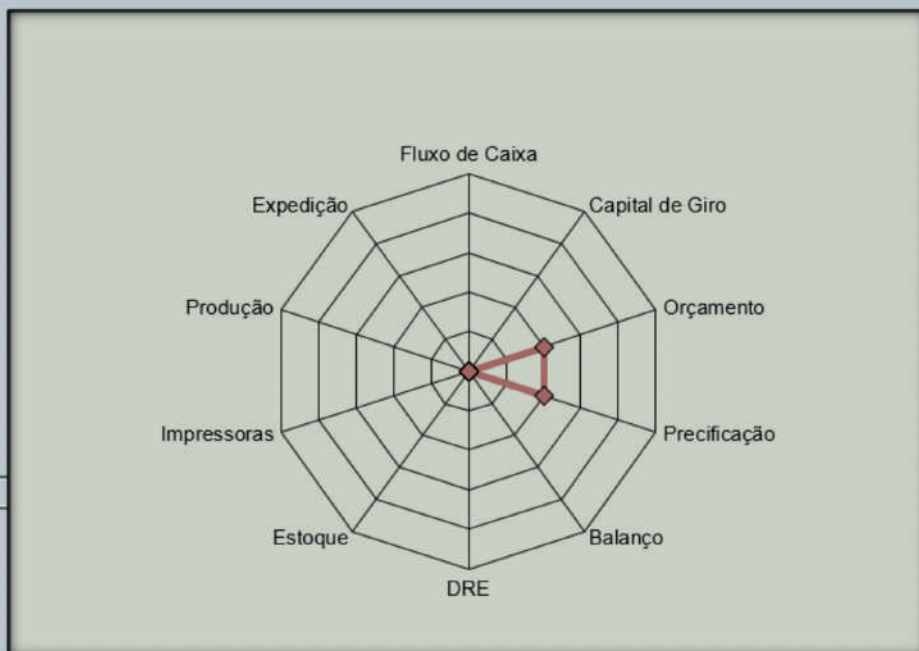 Fluxo de Caixa
Expedição
Capital de Giro
Produção
Orçamento
Impressoras
Precificação
Estoque
Balanço
DRE